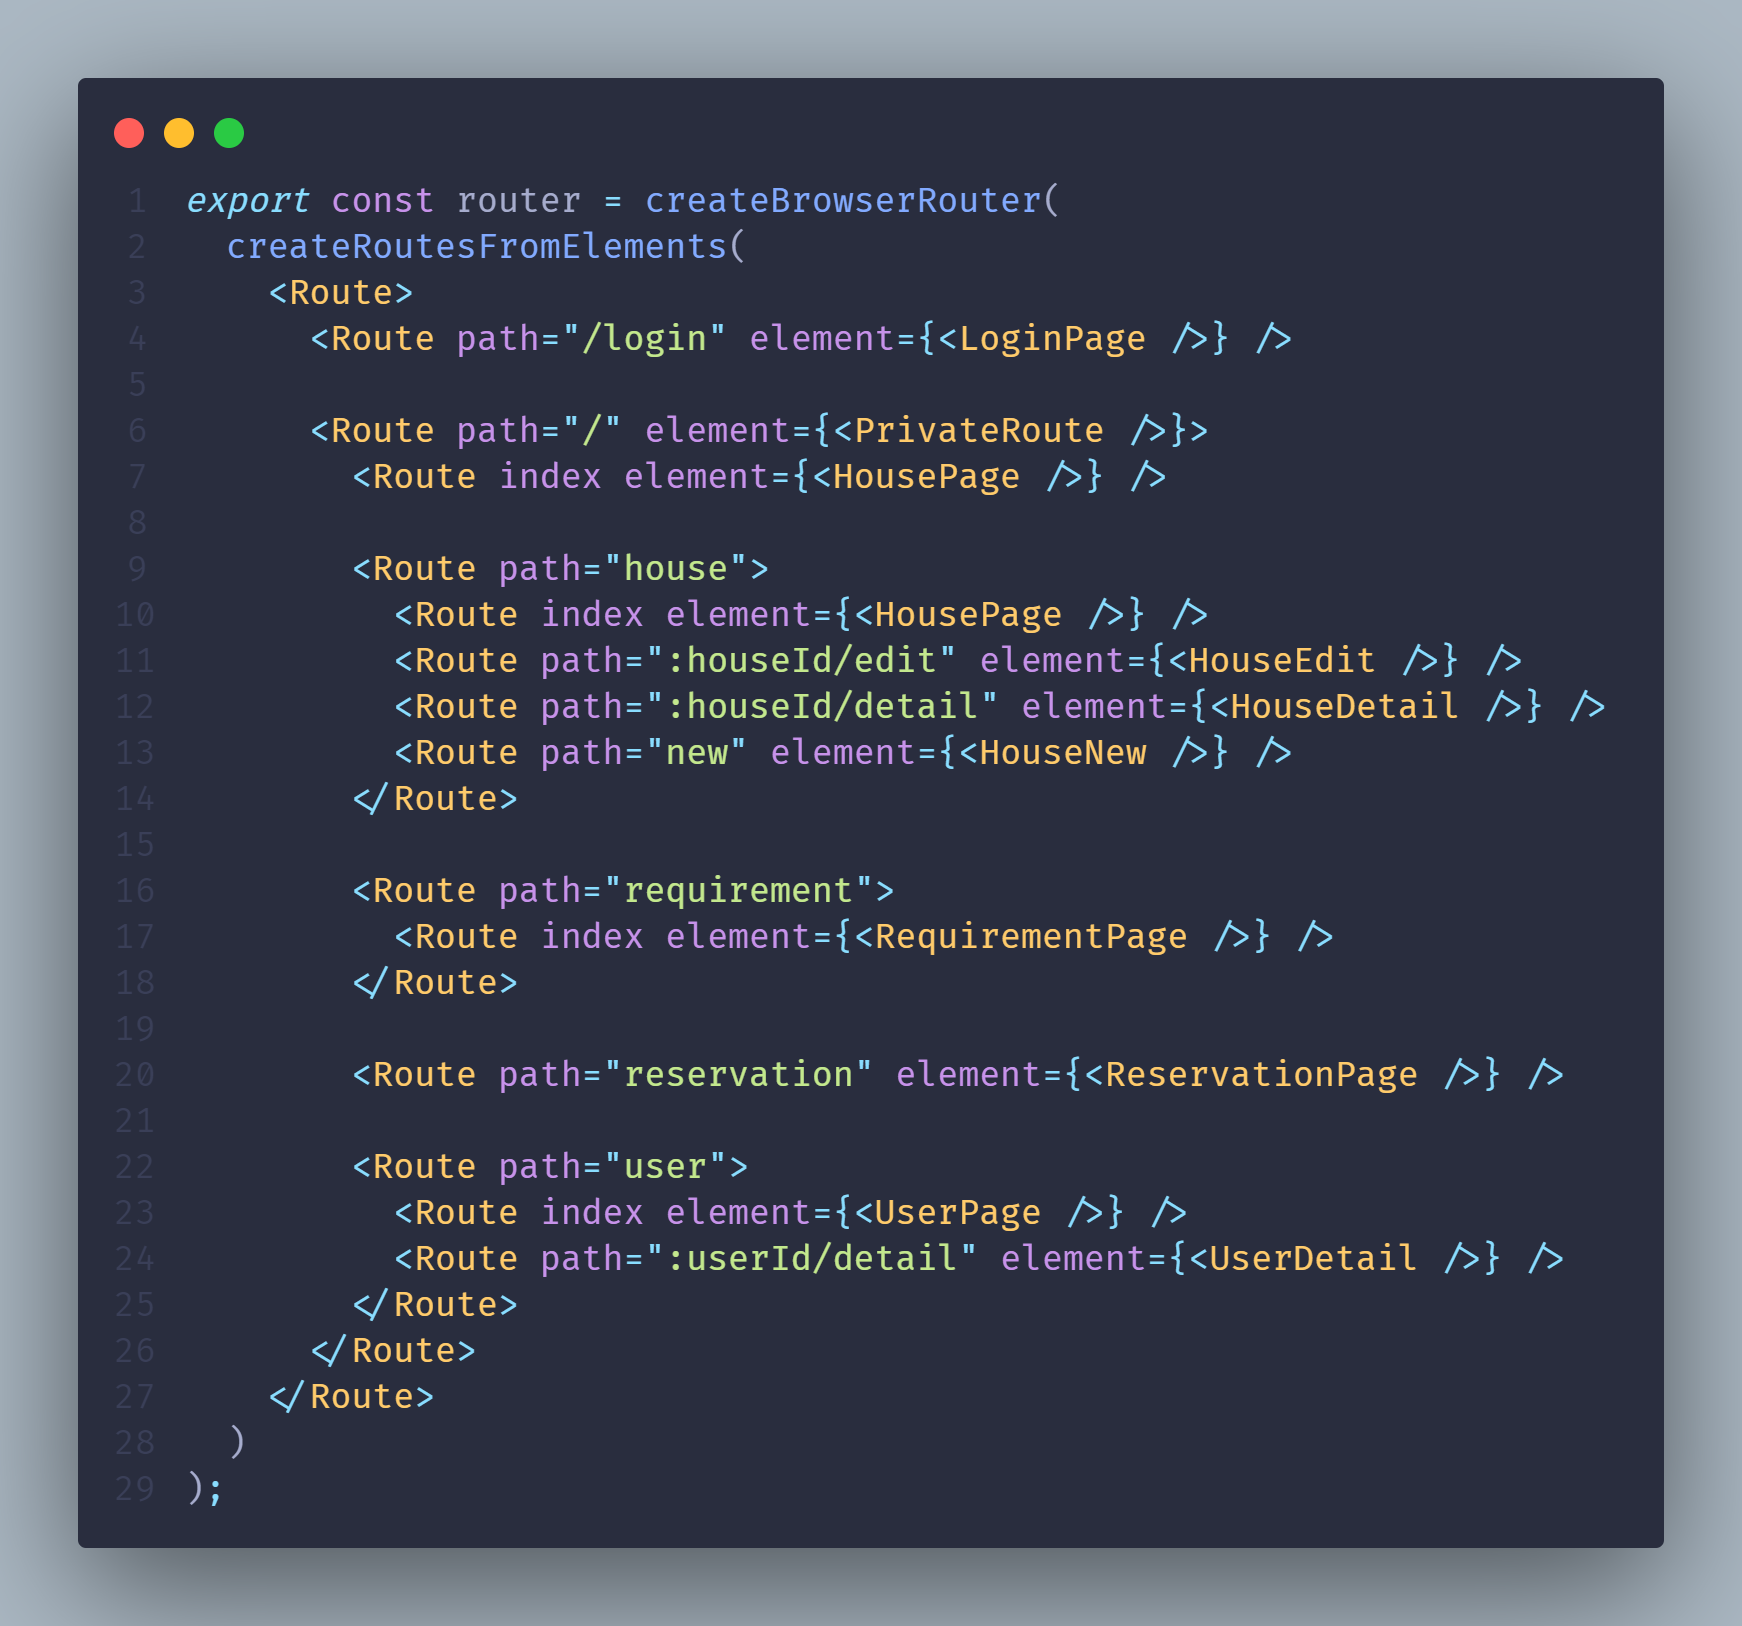 1 export const router = createBrowserRouter(
2   createRoutesFromElements(
3     <Route>
4       <Route path="/login" element={<LoginPage />} />
5
6       <Route path="/" element={<PrivateRoute />}>
7         <Route index element={<HousePage />} />
8
9         <Route path="house">
10           <Route index element={<HousePage />} />
11           <Route path=":houseId/edit" element={<HouseEdit />} />
12           <Route path=":houseId/detail" element={<HouseDetail />} />
13           <Route path="new" element={<HouseNew />} />
14         </Route>
15
16         <Route path="requirement">
17           <Route index element={<RequirementPage />} />
18         </Route>
19
20         <Route path="reservation" element={<ReservationPage />} />
21
22         <Route path="user">
23           <Route index element={<UserPage />} />
24           <Route path=":userId/detail" element={<UserDetail />} />
25         </Route>
26       </Route>
27     </Route>
28   )
29 );